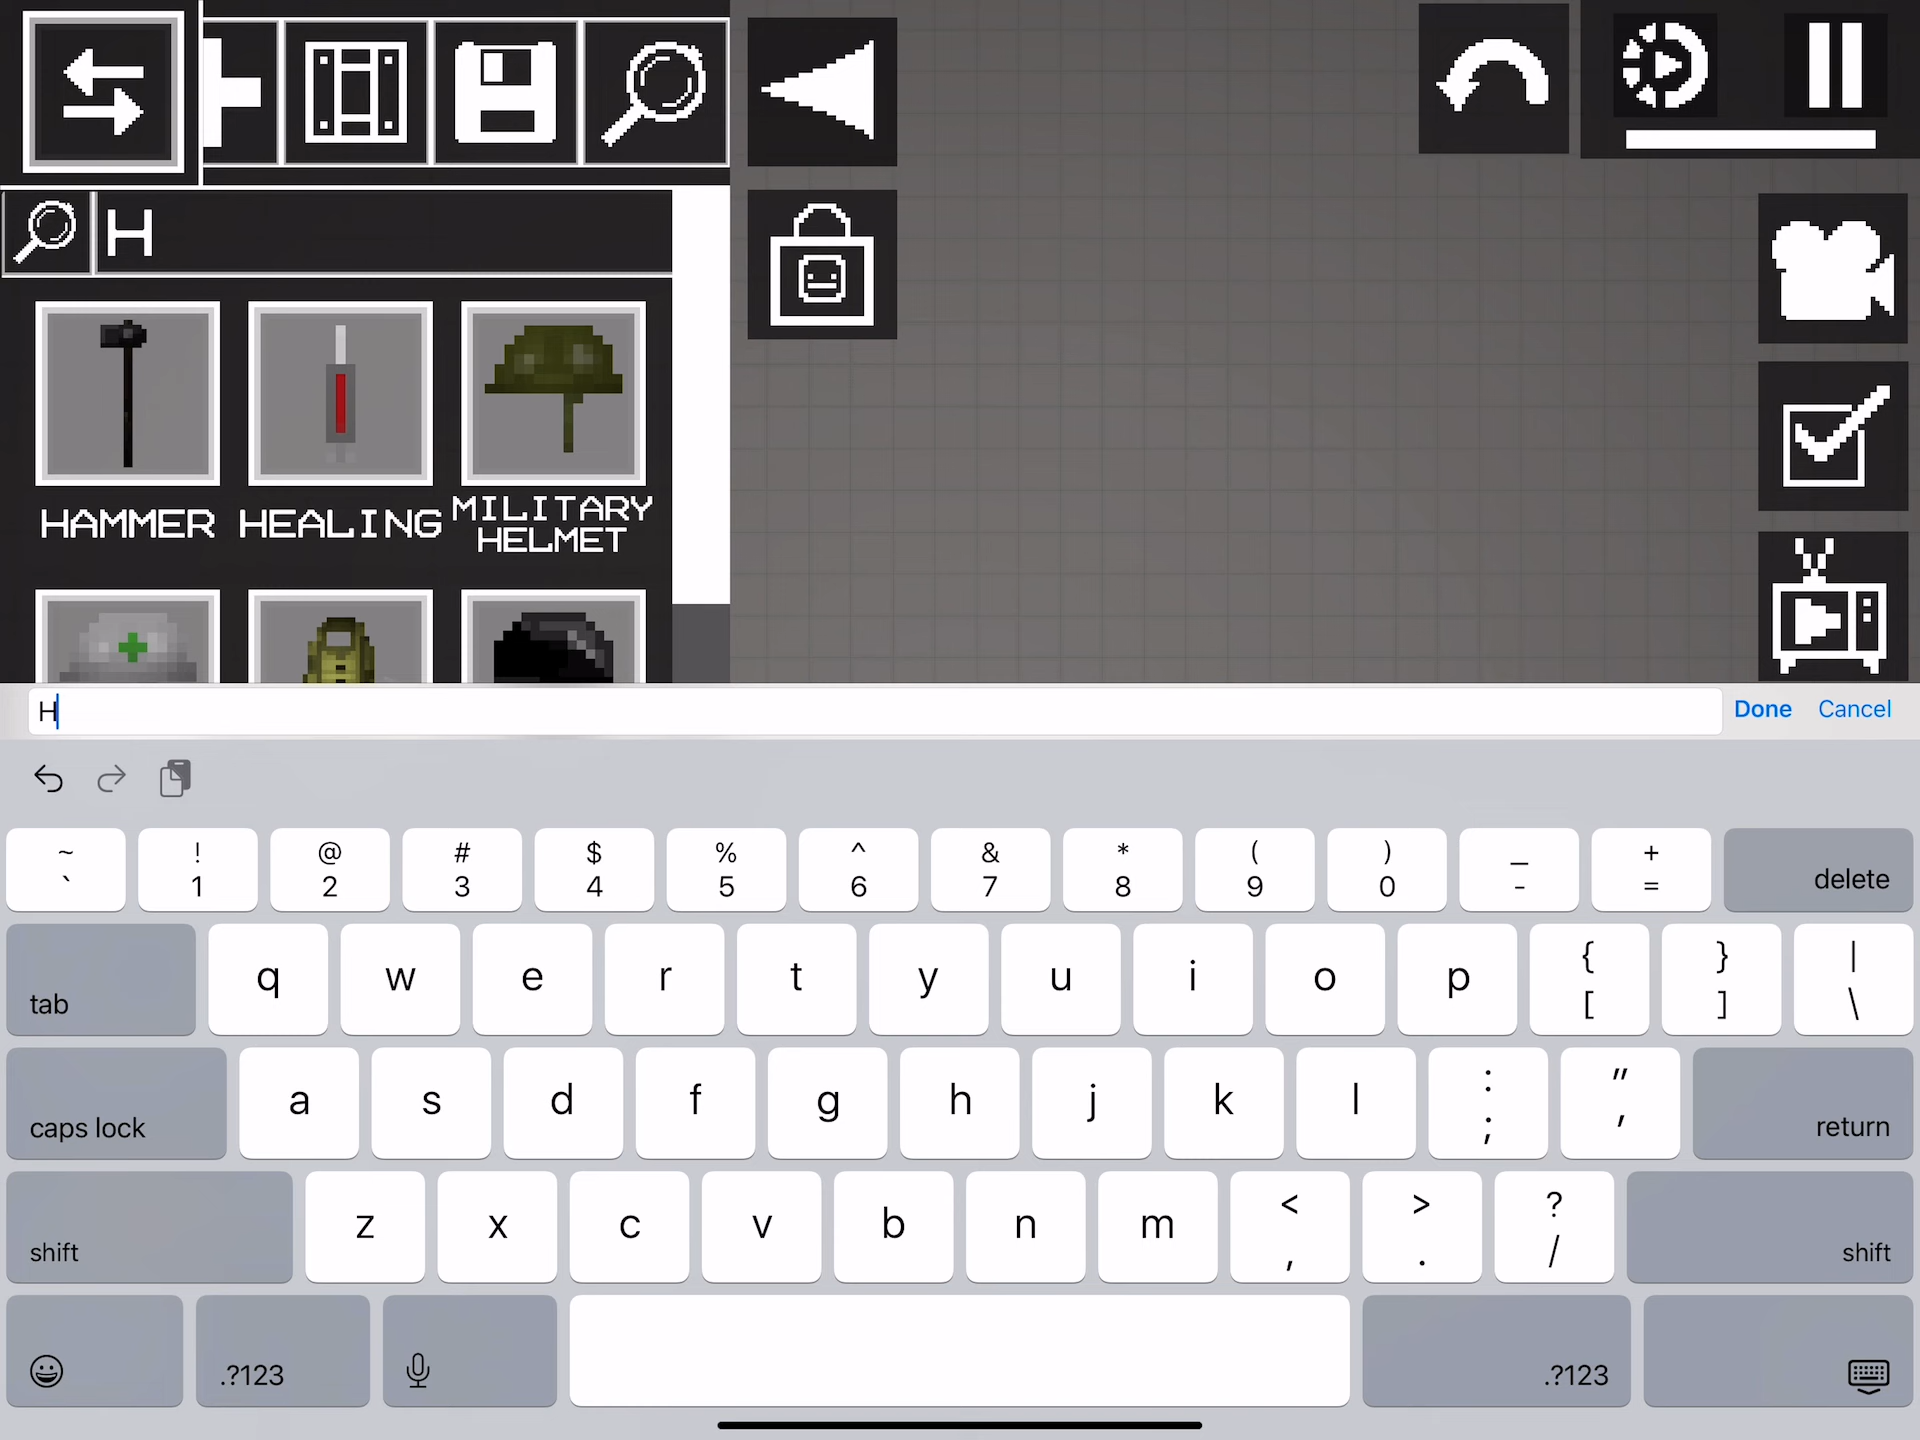 H
HAMMER
HEALING
MILITARY
HELMET
H
Done
Cancel
~ ! @ # $ % ^ & * ( ) _ +
` 1 2 3 4 5 6 7 8 9 0 - = delete
tab q w e r t y u i o p { [ } ] | \
caps lock a s d f g h j k l : ; " ' return
shift z x c v b n m < , > . ? / shift
.?123 .?123